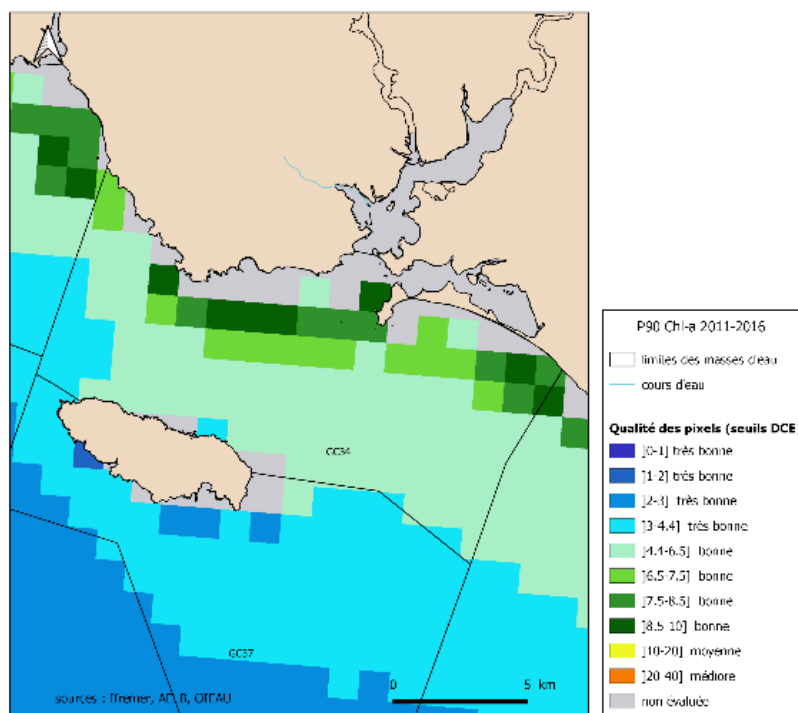 GC34
GC37
sources : Ifremer, AELB, OIEAU
0 5 km
P90 Chl-a 2011-2016
limites des masses d'eau
cours d'eau
Qualité des pixels (seuils DCE)
]0-1] très bonne
]1-2] très bonne
]2-3] très bonne
]3-4.4] très bonne
]4.4-6.5] bonne
]6.5-7.5] bonne
]7.5-8.5] bonne
]8.5-10] bonne
]10-20] moyenne
]20-40] médiore
non évaluée